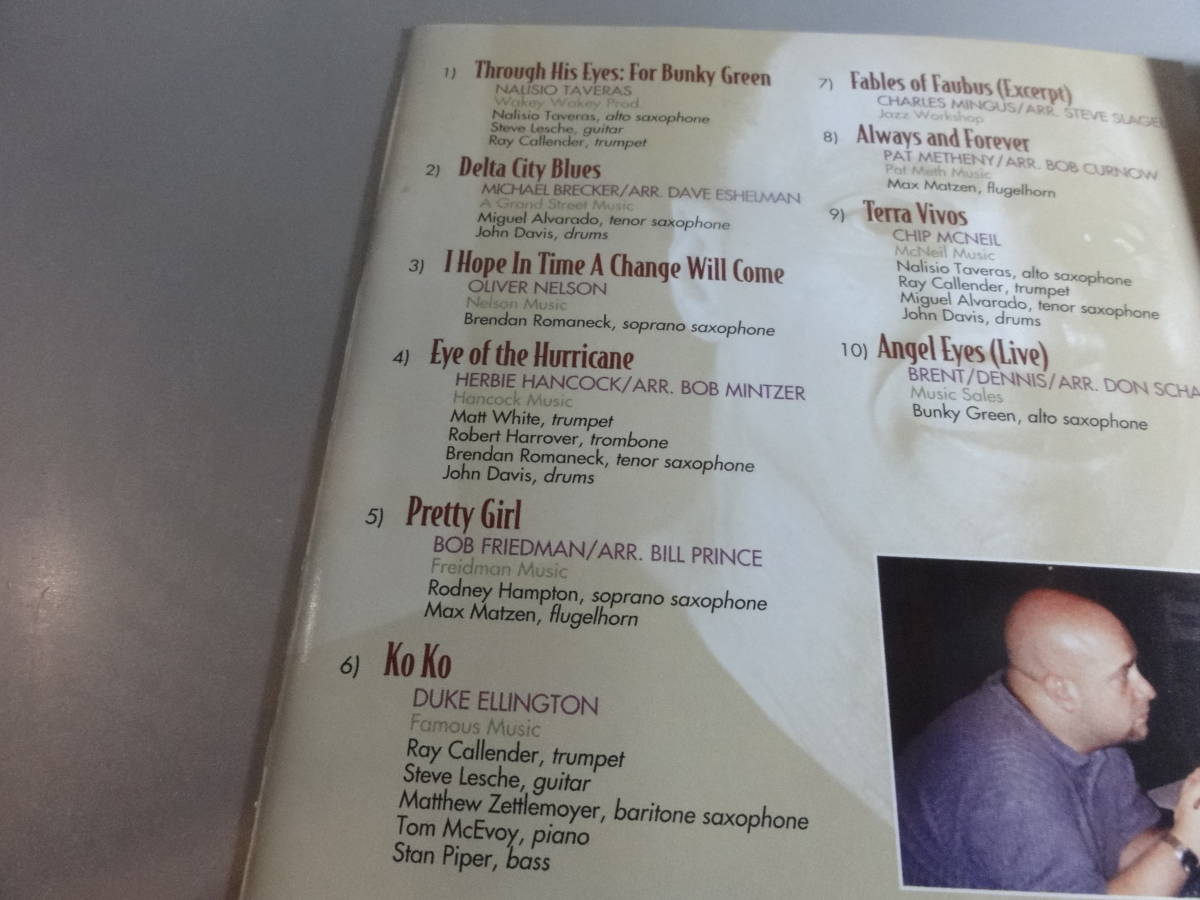 1) Through His Eyes: For Bunky Green
NALISIO TAVERAS
Wakey Wakey Prod
Nalisio Taveras, alto saxophone
Steve Lesche, guitar
Ray Callender, trumpet
2) Delta City Blues
MICHAEL BRECKER/ARR. DAVE ESHELMAN
A Grand Street Music
Miguel Alvarado, tenor saxophone
John Davis, drums
3) I Hope In Time A Change Will Come
OLIVER NELSON
Nelson Music
Brendan Romaneck, soprano saxophone
4) Eye of the Hurricane
HERBIE HANCOCK/ARR. BOB MINTZER
Hancock Music
Matt White, trumpet
Robert Harrover, trombone
Brendan Romaneck, tenor saxophone
John Davis, drums
5) Pretty Girl
BOB FRIEDMAN/ARR. BILL PRINCE
Freidman Music
Rodney Hampton, soprano saxophone
Max Matzen, flugelhorn
6) Ko Ko
DUKE ELLINGTON
Famous Music
Ray Callender, trumpet
Steve Lesche, guitar
Matthew Zettlemoyer, baritone saxophone
Tom McEvoy, piano
Stan Piper, bass
7) Fables of Faubus (Excerpt)
CHARLES MINGUS/ARR. STEVE SLAGEL
Jazz Workshop
8) Always and Forever
PAT METHENY/ARR. BOB CURNOW
Pat Meth Music
Max Matzen, flugelhorn
9) Terra Vivos
CHIP MCNEIL
McNeil Music
Nalisio Taveras, alto saxophone
Ray Callender, trumpet
Miguel Alvarado, tenor saxophone
John Davis, drums
10) Angel Eyes (Live)
BRENT/DENNIS/ARR. DON SCHA
Music Sales
Bunky Green, alto saxophone